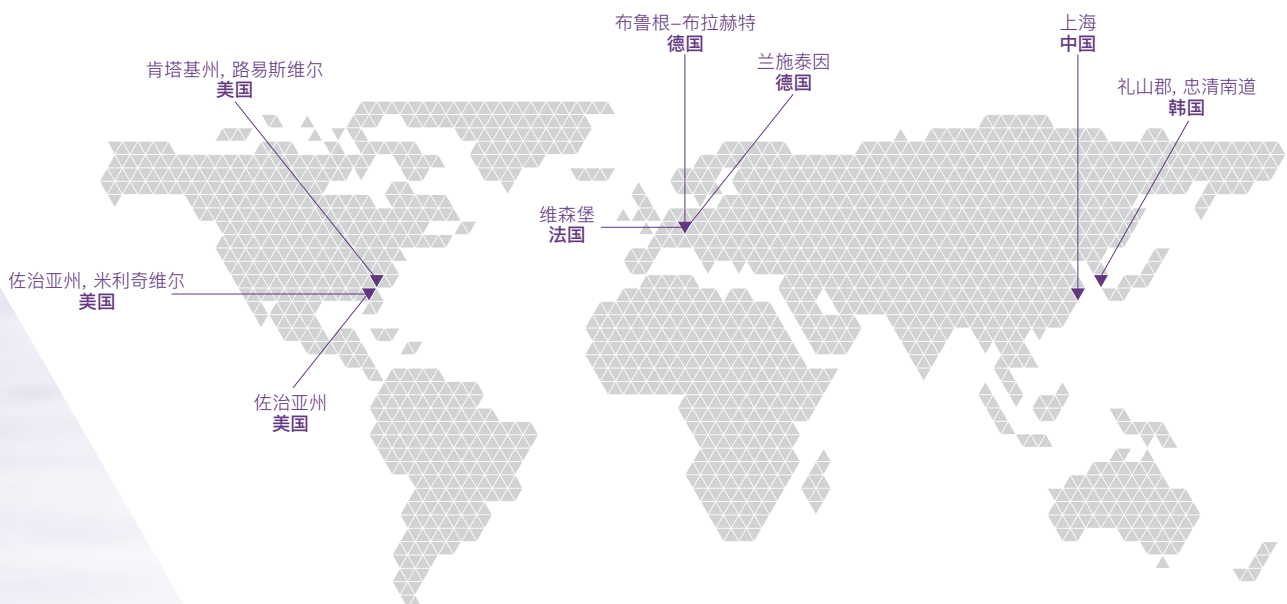 布鲁根–布拉赫特
德国
上海
中国
兰施泰因
德国
肯塔基州, 路易斯维尔
美国
礼山郡, 忠清南道
韩国
维森堡
法国
佐治亚州, 米利奇维尔
美国
佐治亚州
美国